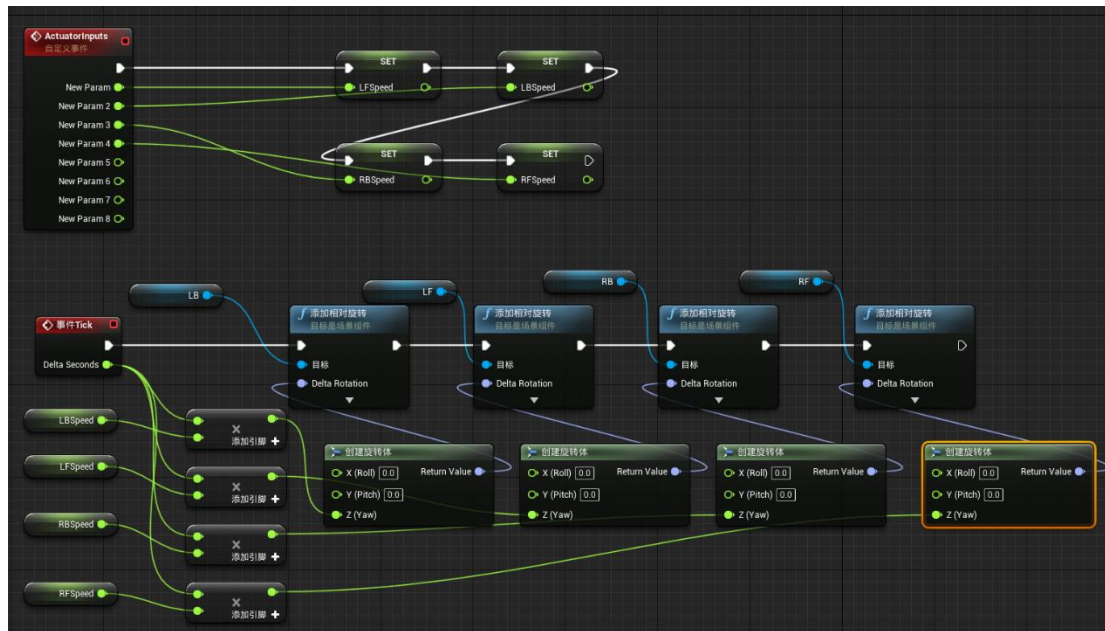 ActuatorInputs
自定义事件
New Param
New Param 2
New Param 3
New Param 4
New Param 5
New Param 6
New Param 7
New Param 8
SET
LFSpeed
SET
LBSpeed
SET
RBSpeed
SET
RFSpeed
LB
LF
RB
RF
事件Tick
Delta Seconds
f 添加相对旋转
目标是场景组件
目标
Delta Rotation
f 添加相对旋转
目标是场景组件
目标
Delta Rotation
f 添加相对旋转
目标是场景组件
目标
Delta Rotation
f 添加相对旋转
目标是场景组件
目标
Delta Rotation
LBSpeed
LFSpeed
RBSpeed
RFSpeed
×
添加引脚 +
×
添加引脚 +
×
添加引脚 +
×
添加引脚 +
创建旋转体
X (Roll) 0.0 Return Value
Y (Pitch) 0.0
Z (Yaw)
创建旋转体
X (Roll) 0.0 Return Value
Y (Pitch) 0.0
Z (Yaw)
创建旋转体
X (Roll) 0.0 Return Value
Y (Pitch) 0.0
Z (Yaw)
创建旋转体
X (Roll) 0.0 Return Value
Y (Pitch) 0.0
Z (Yaw)